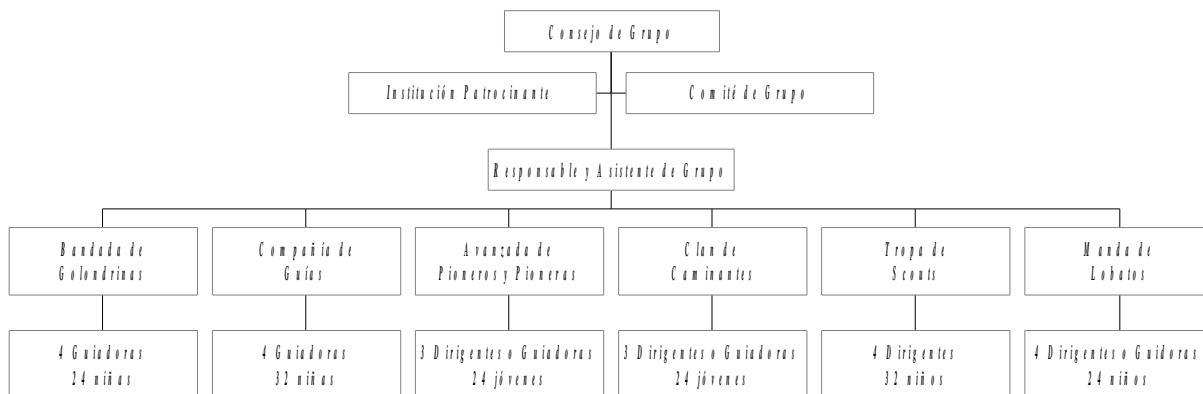 Consejo de Grupo
Institución Patrocinante
Comité de Grupo
Responsable y Asistente de Grupo
Bandada de
Golondrinas
Compañía de
Guías
Avanzada de
Pioneros y Pioneras
Clan de
Caminantes
Tropa de
Scouts
Manda de
Lobatos
4 Guiadoras
24 niñas
4 Guiadoras
32 niñas
3 Dirigentes o Guiadoras
24 jóvenes
3 Dirigentes o Guiadoras
24 jóvenes
4 Dirigentes
32 niños
4 Dirigentes o Guidoras
24 niños